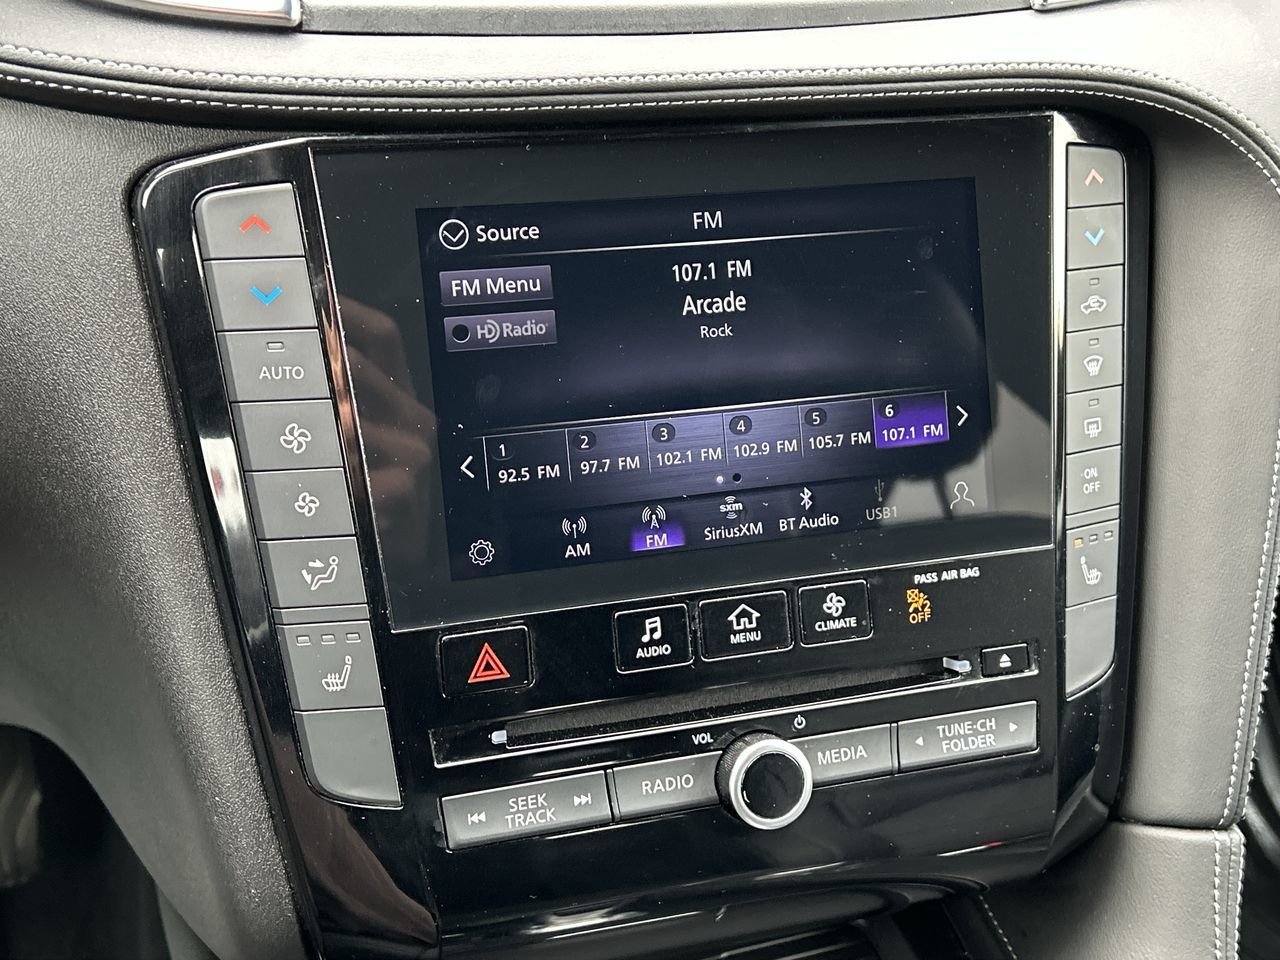 Source
FM
FM Menu
HD Radio
107.1 FM
Arcade
Rock
1
92.5 FM
2
97.7 FM
3
102.1 FM
4
102.9 FM
5
105.7 FM
6
107.1 FM
AM
FM
sxm
SiriusXM
BT Audio
USB1
AUTO
ON
OFF
AUDIO
MENU
CLIMATE
PASS AIR BAG
2
OFF
VOL
SEEK
TRACK
RADIO
MEDIA
TUNE·CH
FOLDER